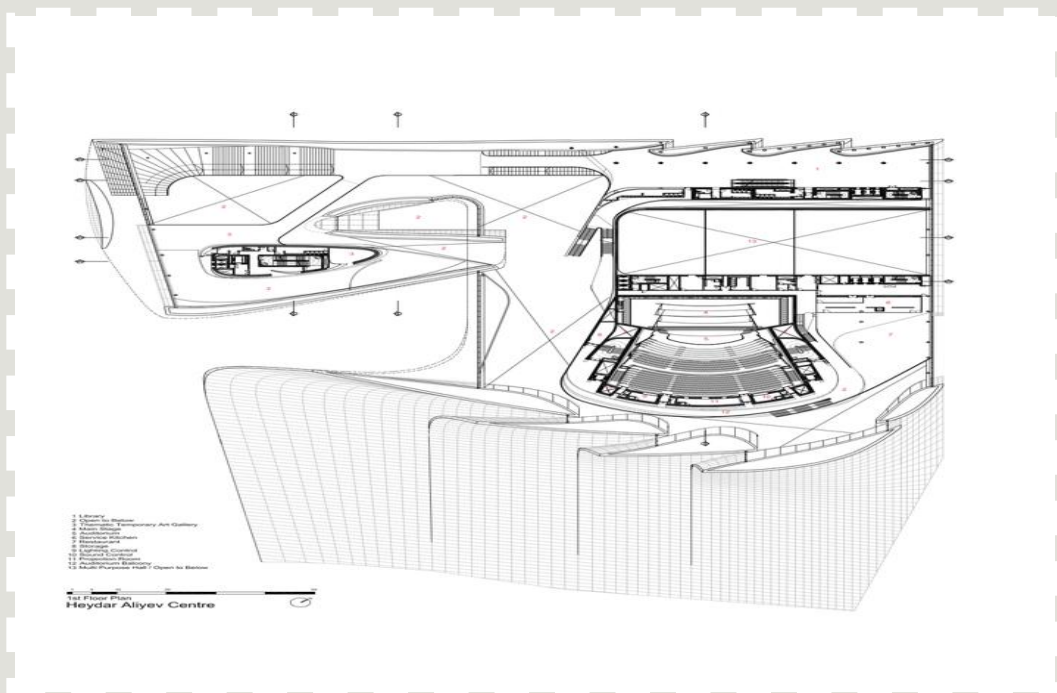 1 Library
2 Open to Below
3 Thematic Temporary Art Gallery
4 Main Stage
5 Auditorium
6 Service Kitchen
7 Restaurant
8 Storage
9 Lighting Control
10 Sound Control
11 Projection Room
12 Auditorium Balcony
13 Multi-Purpose Hall / Open to Below
1st Floor Plan
Heydar Aliyev Centre